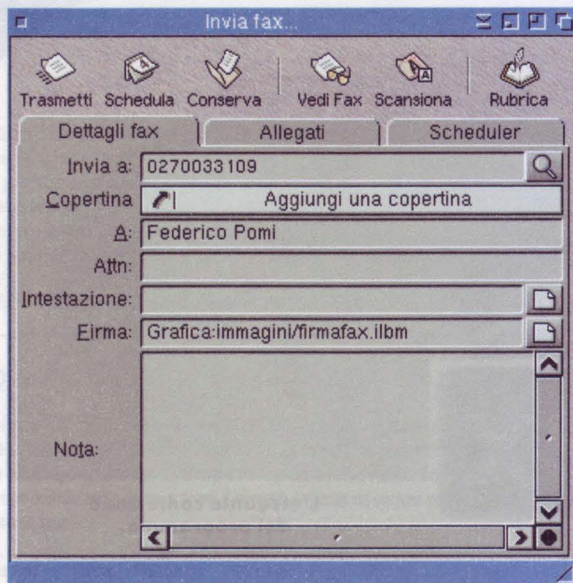 Invia fax...
Trasmetti Schedula Conserva Vedi Fax Scansiona Rubrica
Dettagli fax Allegati Scheduler
Invia a: 0270033109
Copertina Aggiungi una copertina
A: Federico Pomi
Attn:
Intestazione:
Firma: Grafica:immagini/firmafax.ilbm
Nota: